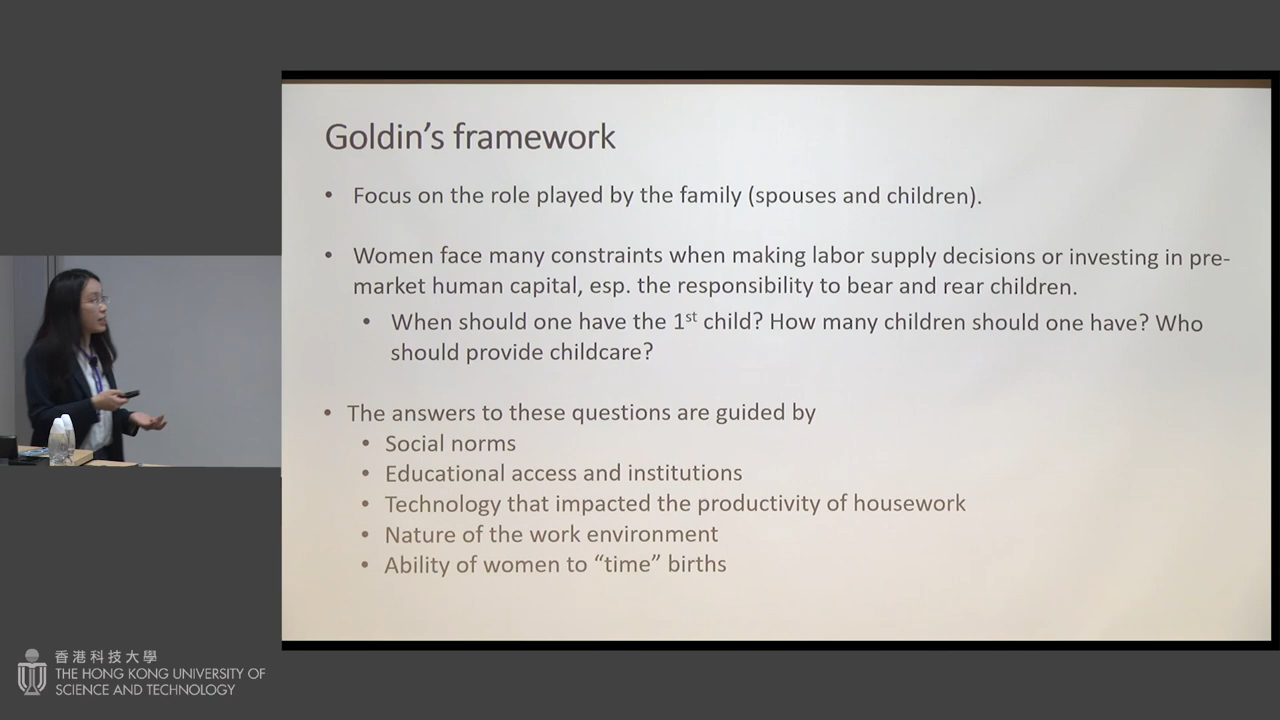 Goldin's framework
• Focus on the role played by the family (spouses and children).
• Women face many constraints when making labor supply decisions or investing in pre-
market human capital, esp. the responsibility to bear and rear children.
• When should one have the 1st child? How many children should one have? Who
should provide childcare?
• The answers to these questions are guided by
• Social norms
• Educational access and institutions
• Technology that impacted the productivity of housework
• Nature of the work environment
• Ability of women to “time” births
香港科技大學
THE HONG KONG UNIVERSITY OF
SCIENCE AND TECHNOLOGY